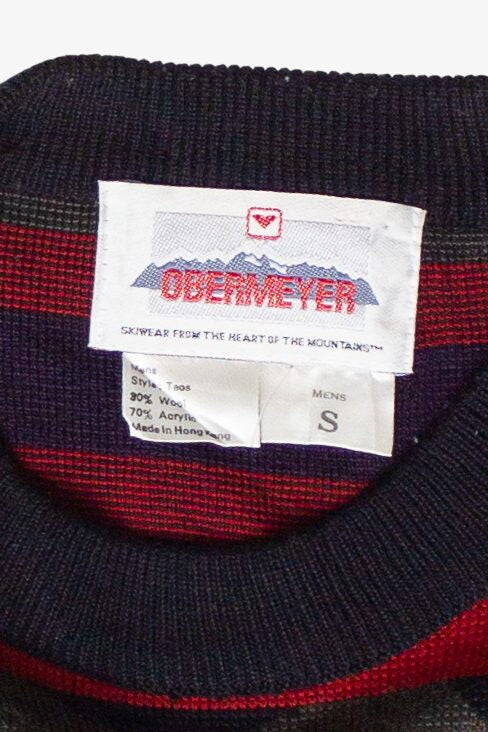 OBERMEYER
SKIWEAR FROM THE HEART OF THE MOUNTAINS™
Mens
Style: Taos
30% Wool
70% Acrylic
Made in Hong Kong
MENS
S